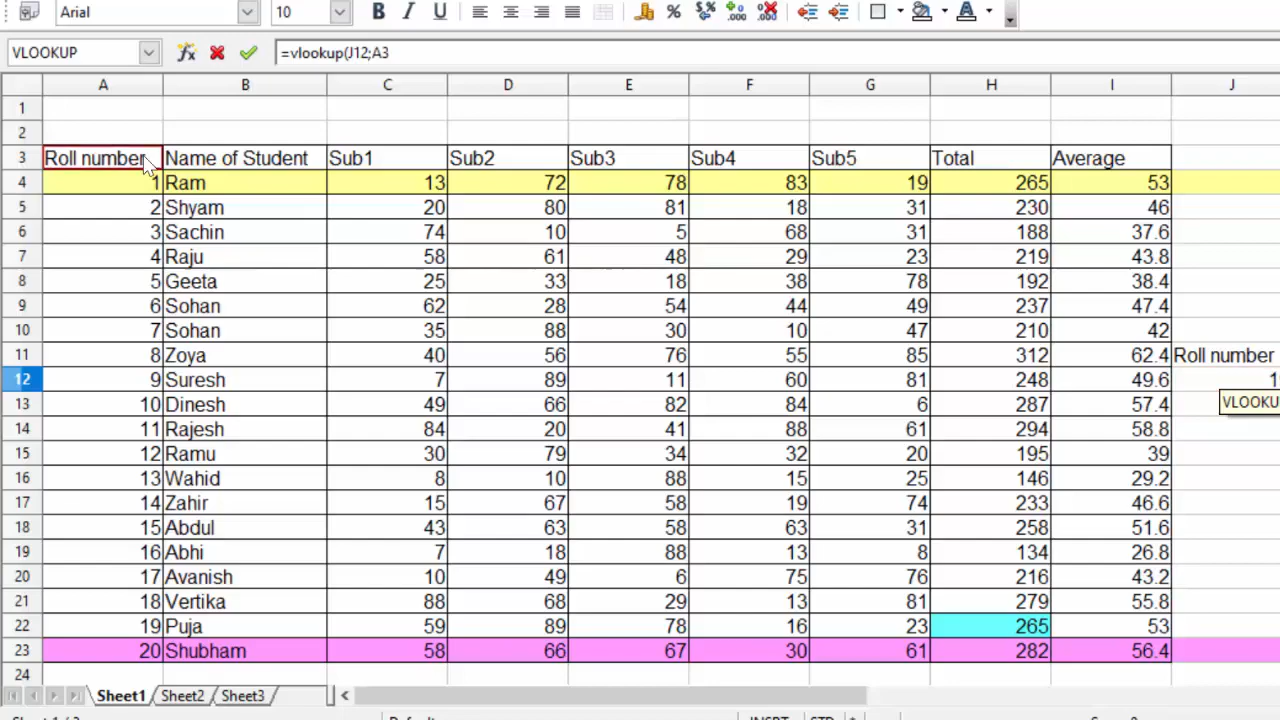 Arial 10 B I U % .000 .000
VLOOKUP =vlookup(J12;A3
A B C D E F G H I J
1
2
3 Roll number Name of Student Sub1 Sub2 Sub3 Sub4 Sub5 Total Average
4 1 Ram 13 72 78 83 19 265 53
5 2 Shyam 20 80 81 18 31 230 46
6 3 Sachin 74 10 5 68 31 188 37.6
7 4 Raju 58 61 48 29 23 219 43.8
8 5 Geeta 25 33 18 38 78 192 38.4
9 6 Sohan 62 28 54 44 49 237 47.4
10 7 Sohan 35 88 30 10 47 210 42
11 8 Zoya 40 56 76 55 85 312 62.4 Roll number
12 9 Suresh 7 89 11 60 81 248 49.6
13 10 Dinesh 49 66 82 84 6 287 57.4 VLOOKU
14 11 Rajesh 84 20 41 88 61 294 58.8
15 12 Ramu 30 79 34 32 20 195 39
16 13 Wahid 8 10 88 15 25 146 29.2
17 14 Zahir 15 67 58 19 74 233 46.6
18 15 Abdul 43 63 58 63 31 258 51.6
19 16 Abhi 7 18 88 13 8 134 26.8
20 17 Avanish 10 49 6 75 76 216 43.2
21 18 Vertika 88 68 29 13 81 279 55.8
22 19 Puja 59 89 78 16 23 265 53
23 20 Shubham 58 66 67 30 61 282 56.4
24
Sheet1 Sheet2 Sheet3